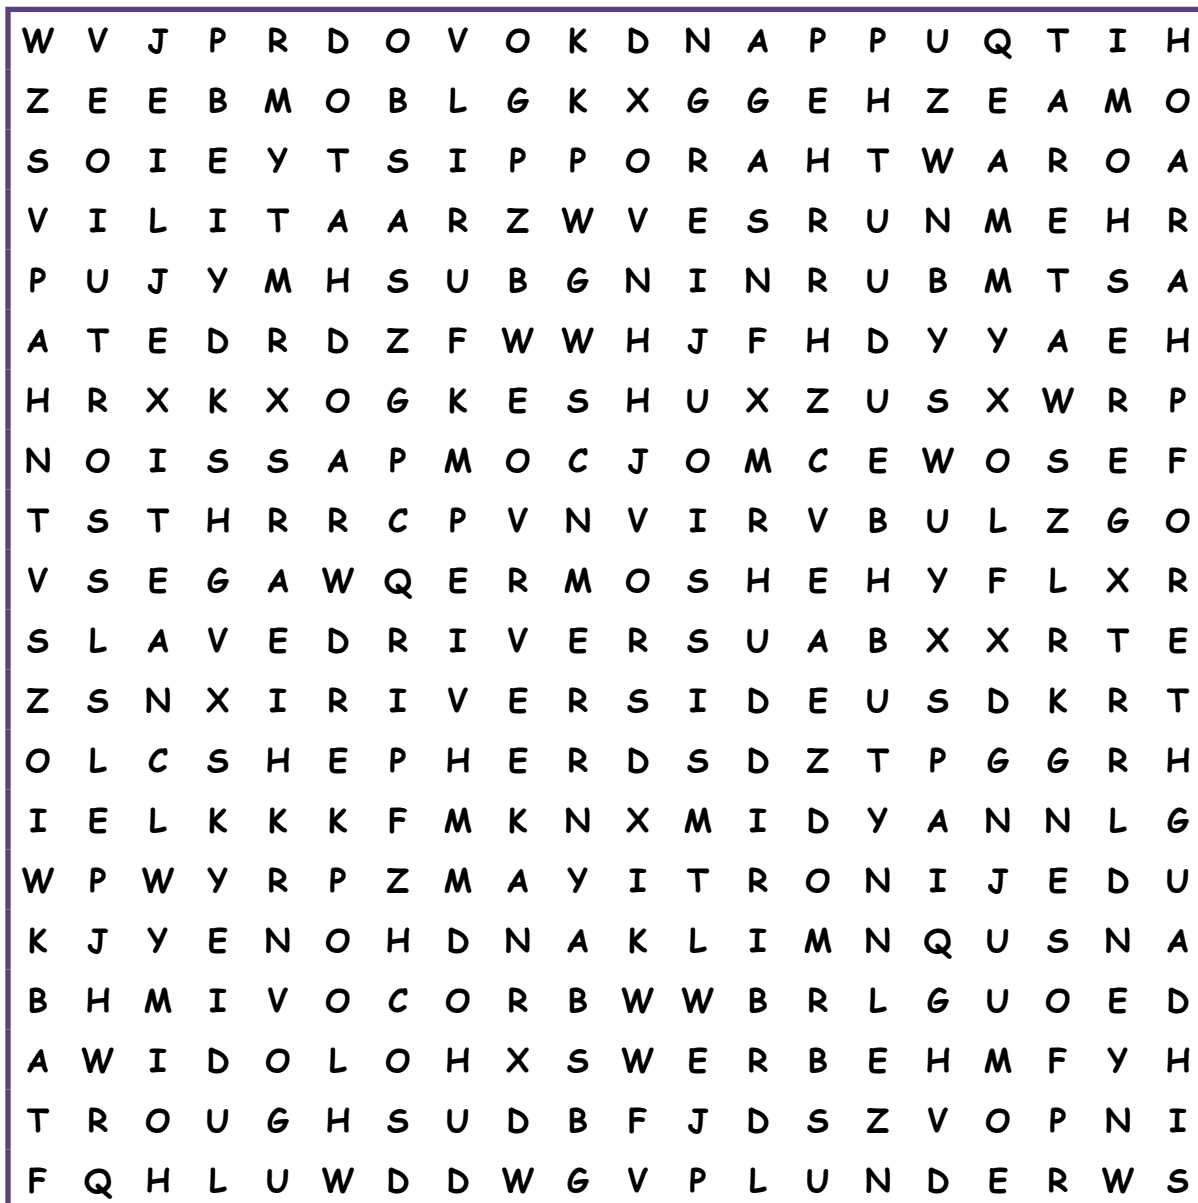 W V J P R D O V O K D N A P P U Q T I H
Z E E B M O B L G K X G G E H Z E A M O
S O I E Y T S I P P O R A H T W A R O A
V I L I T A A R Z W V E S R U N M E H R
P U J Y M H S U B G N I N R U B M T S A
A T E D R D Z F W W H J F H D Y Y A E H
H R X K X O G K E S H U X Z U S X W R P
N O I S S A P M O C J O M C E W O S E F
T S T H R R C P V N V I R V B U L Z G O
V S E G A W Q E R M O S H E H Y F L X R
S L A V E D R I V E R S U A B X X R T E
Z S N X I R I V E R S I D E U S D K R T
O L C S H E P H E R D S D Z T P G G R H
I E L K K K F M K N X M I D Y A N N L G
W P W Y R P Z M A Y I T R O N I J E D U
K J Y E N O H D N A K L I M N Q U S N A
B H M I V O C O R B W W B R L G U O E D
A W I D O L O H X S W E R B E H M F Y H
T R O U G H S U D B F J D S Z V O P N I
F Q H L U W D D W G V P L U N D E R W S